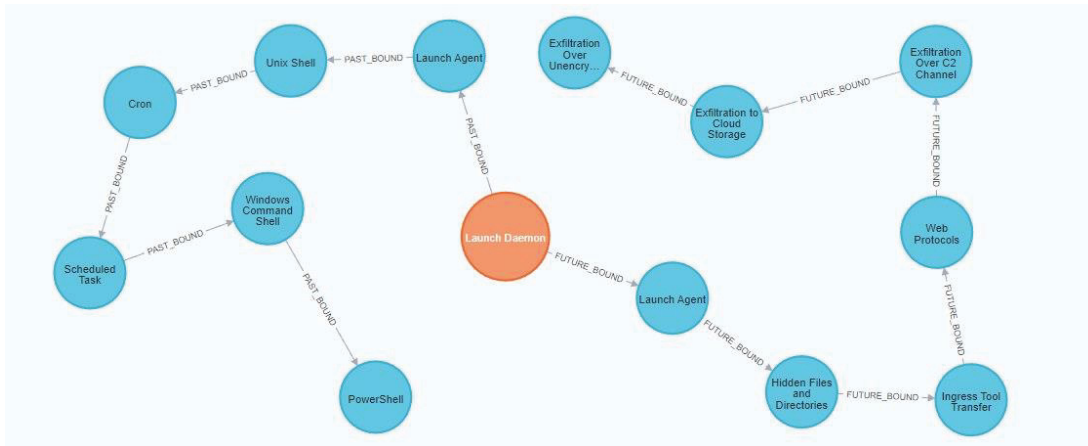 Exfiltration
Over
Unencry...
Exfiltration
Over C2
Channel
Unix Shell
PAST_BOUND
Launch Agent
PAST_BOUND
FUTURE_BOUND
FUTURE_BOUND
Cron
Exfiltration to
Cloud
Storage
PAST_BOUND
PAST_BOUND
FUTURE_BOUND
Windows
Command
Shell
Launch Daemon
Web
Protocols
PAST_BOUND
Scheduled
Task
FUTURE_BOUND
Launch Agent
PAST_BOUND
FUTURE_BOUND
FUTURE_BOUND
PowerShell
Hidden Files
and
Directories
FUTURE_BOUND
Ingress Tool
Transfer